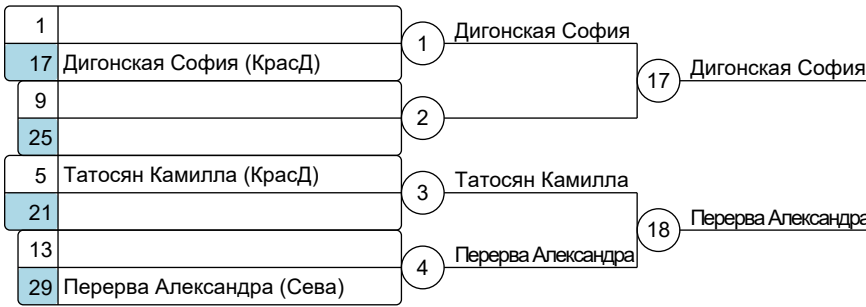 1
17 Дигонская София (КрасД)
1 Дигонская София
17 Дигонская София
9
25
2
5 Татосян Камилла (КрасД)
21
3 Татосян Камилла
18 Перерва Александра
13
29 Перерва Александра (Сева)
4 Перерва Александра